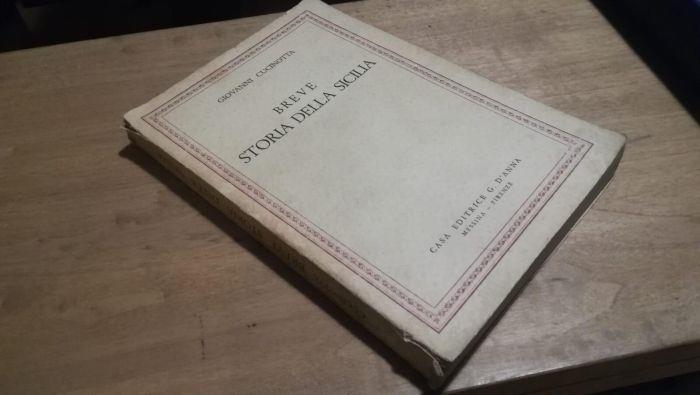 GIOVANNI CUCINOTTA
BREVE
STORIA DELLA SICILIA
CASA EDITRICE G. D'ANNA
MESSINA - FIRENZE